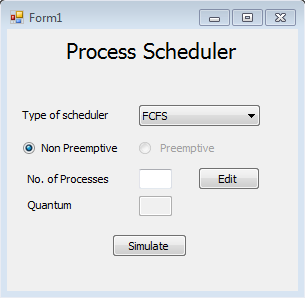 Form1
Process Scheduler
Type of scheduler FCFS
Non Preemptive Preemptive
No. of Processes Edit
Quantum
Simulate